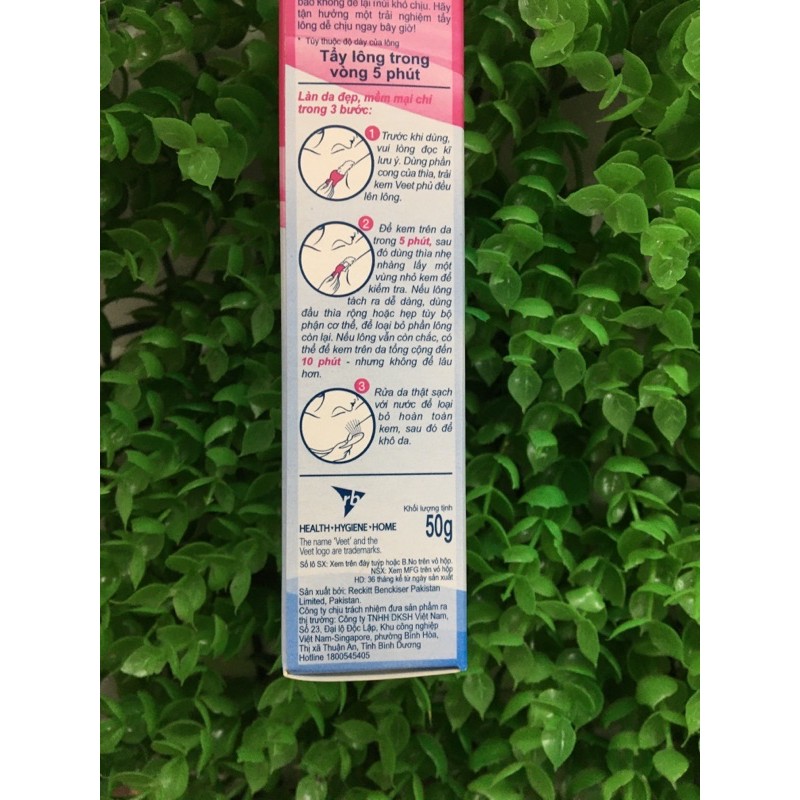 bảo không để lại mùi khó chịu. Hãy
tận hưởng một trải nghiệm tẩy
lông dễ chịu ngay bây giờ!
* Tùy thuộc độ dày của lông
Tẩy lông trong
vòng 5 phút
Làn da đẹp, mềm mại chỉ
trong 3 bước:
1 Trước khi dùng,
vui lòng đọc kĩ
lưu ý. Dùng phần
cong của thìa, trải
kem Veet phủ đều
lên lông.
2 Để kem trên da
trong 5 phút, sau
đó dùng thìa nhẹ
nhàng lấy một
vùng nhỏ kem để
kiểm tra. Nếu lông
tách ra dễ dàng, dùng
đầu thìa rộng hoặc hẹp tùy bộ
phận cơ thể, để loại bỏ phần lông
còn lại. Nếu lông vẫn còn chắc, có
thể để kem trên da tổng cộng đến
10 phút - nhưng không để lâu
hơn.
3 Rửa da thật sạch
với nước để loại
bỏ hoàn toàn
kem, sau đó để
khô da.
rb
HEALTH•HYGIENE•HOME
The name 'Veet' and the
Veet logo are trademarks.
Khối lượng tịnh
50g
Số lô SX: Xem trên đáy tuýp hoặc B.No trên vỏ hộp.
NSX: Xem MFG trên vỏ hộp
HD: 36 tháng kể từ ngày sản xuất
Sản xuất bởi: Reckitt Benckiser Pakistan
Limited, Pakistan.
Công ty chịu trách nhiệm đưa sản phẩm ra
thị trường: Công ty TNHH DKSH Việt Nam,
Số 23, Đại lộ Độc Lập, Khu công nghiệp
Việt Nam-Singapore, phường Bình Hòa,
Thị xã Thuận An, Tỉnh Bình Dương
Hotline 1800545405